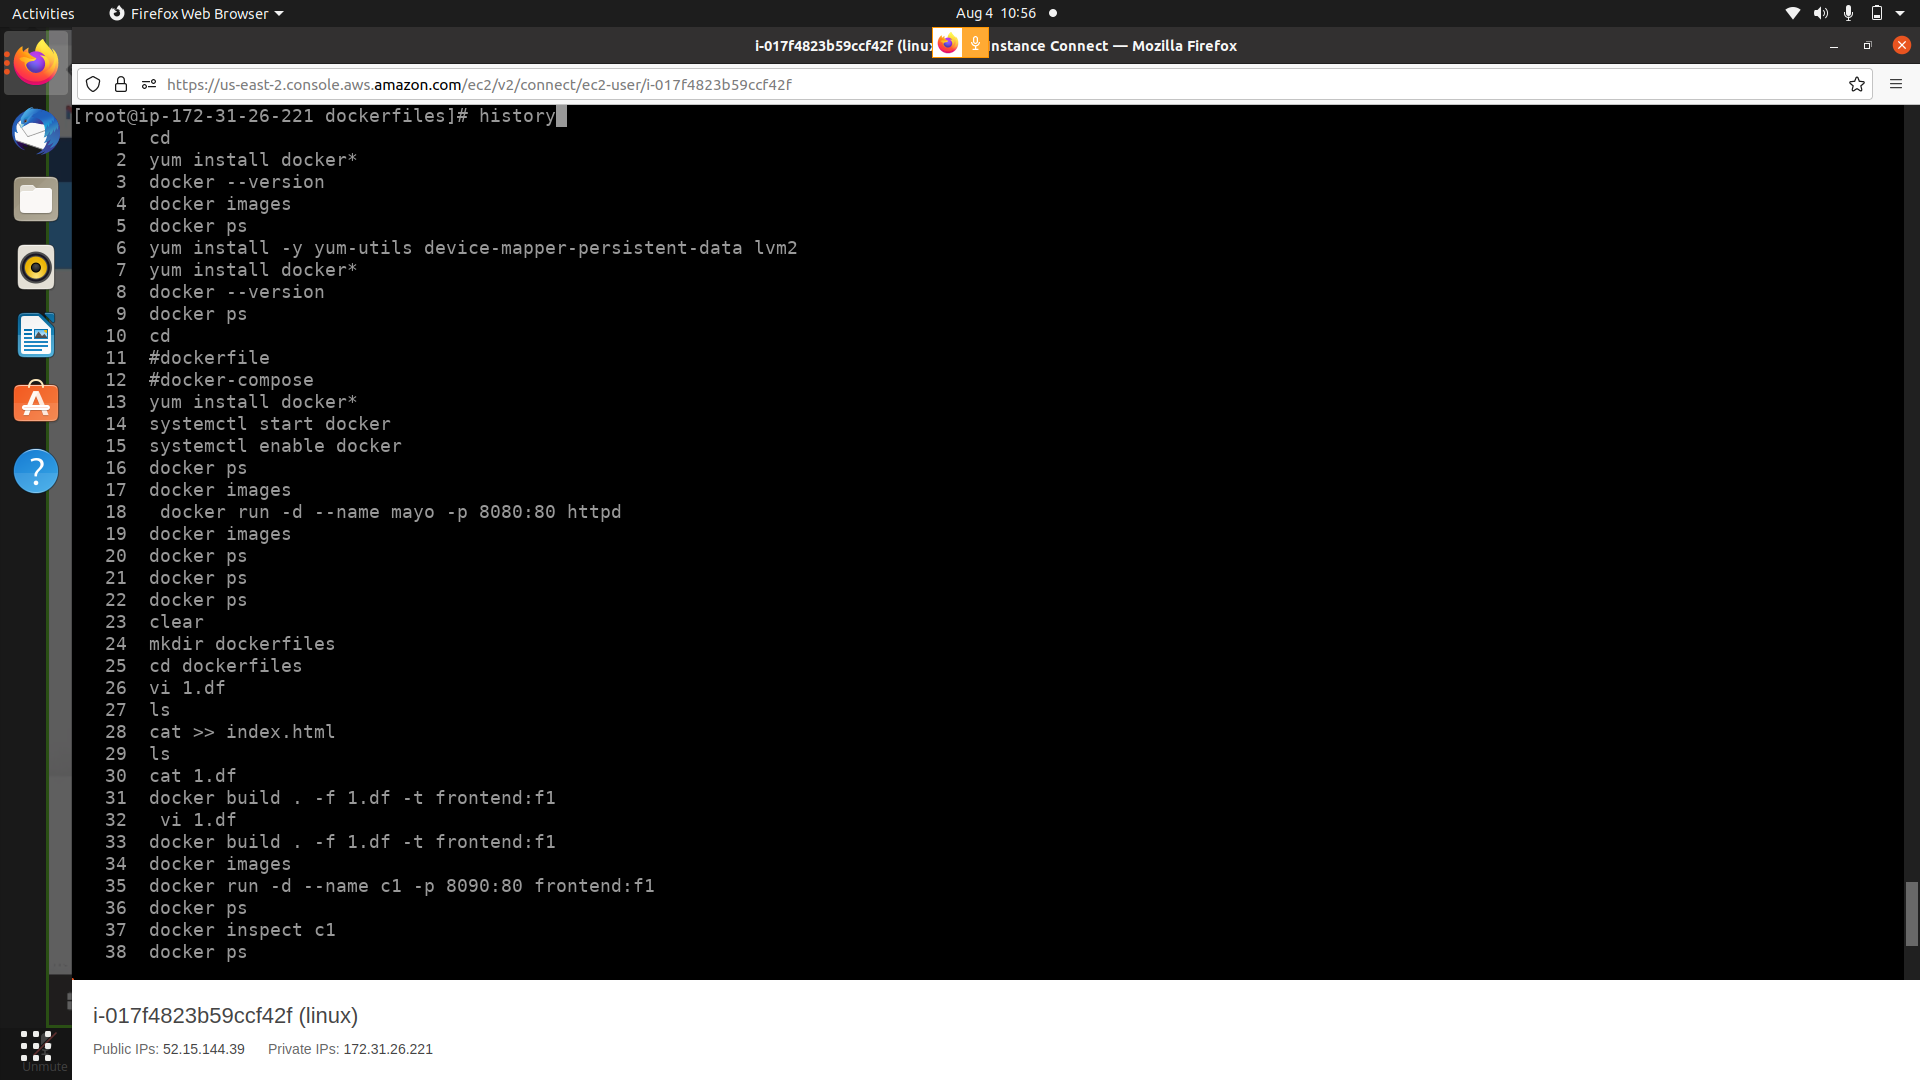 Activities
Firefox Web Browser
Aug 4 10:56
i-017f4823b59ccf42f (linu
nstance Connect — Mozilla Firefox
https://us-east-2.console.aws.amazon.com/ec2/v2/connect/ec2-user/i-017f4823b59ccf42f
[root@ip-172-31-26-221 dockerfiles]# history
1 cd
2 yum install docker*
3 docker --version
4 docker images
5 docker ps
6 yum install -y yum-utils device-mapper-persistent-data lvm2
7 yum install docker*
8 docker --version
9 docker ps
10 cd
11 #dockerfile
12 #docker-compose
13 yum install docker*
14 systemctl start docker
15 systemctl enable docker
16 docker ps
17 docker images
18  docker run -d --name mayo -p 8080:80 httpd
19 docker images
20 docker ps
21 docker ps
22 docker ps
23 clear
24 mkdir dockerfiles
25 cd dockerfiles
26 vi 1.df
27 ls
28 cat >> index.html
29 ls
30 cat 1.df
31 docker build . -f 1.df -t frontend:f1
32  vi 1.df
33 docker build . -f 1.df -t frontend:f1
34 docker images
35 docker run -d --name c1 -p 8090:80 frontend:f1
36 docker ps
37 docker inspect c1
38 docker ps
i-017f4823b59ccf42f (linux)
Public IPs: 52.15.144.39 Private IPs: 172.31.26.221
Unmute